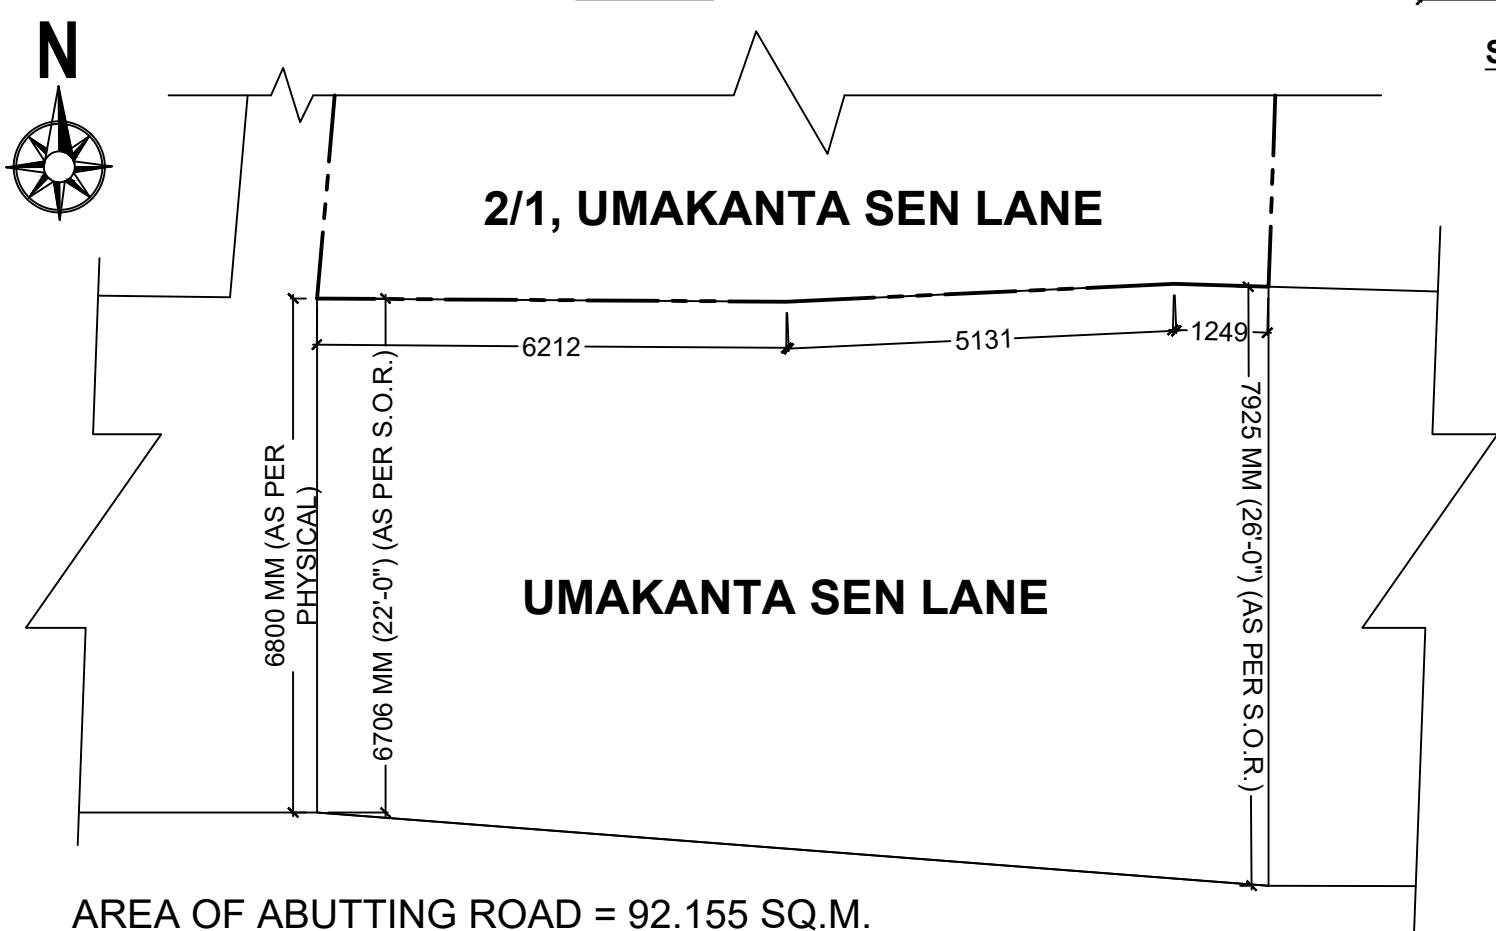 N
S
2/1, UMAKANTA SEN LANE
6212
5131
1249
6800 MM (AS PER
PHYSICAL)
6706 MM (22'-0") (AS PER S.O.R.)
7925 MM (26'-0") (AS PER S.O.R.)
UMAKANTA SEN LANE
AREA OF ABUTTING ROAD = 92.155 SQ.M.